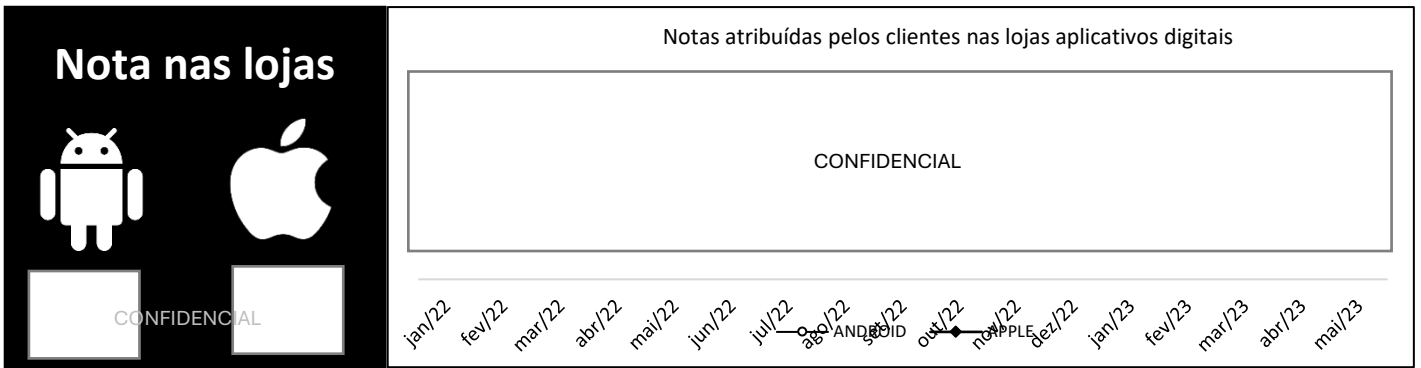 Nota nas lojas
CONFIDENCIAL
Notas atribuídas pelos clientes nas lojas aplicativos digitais
CONFIDENCIAL
jan/22 fev/22 mar/22 abr/22 mai/22 jun/22 jul/22 ago/22 set/22 out/22 nov/22 dez/22 jan/23 fev/23 mar/23 abr/23 mai/23
ANDROID APPLE